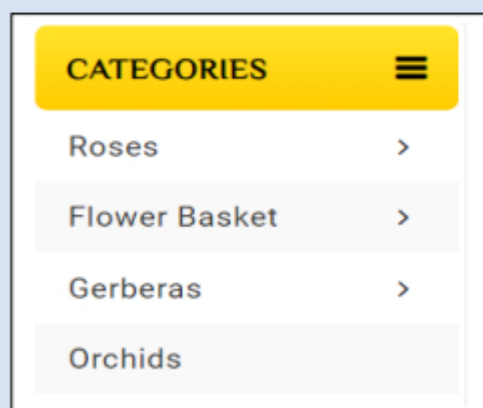 CATEGORIES
Roses >
Flower Basket >
Gerberas >
Orchids